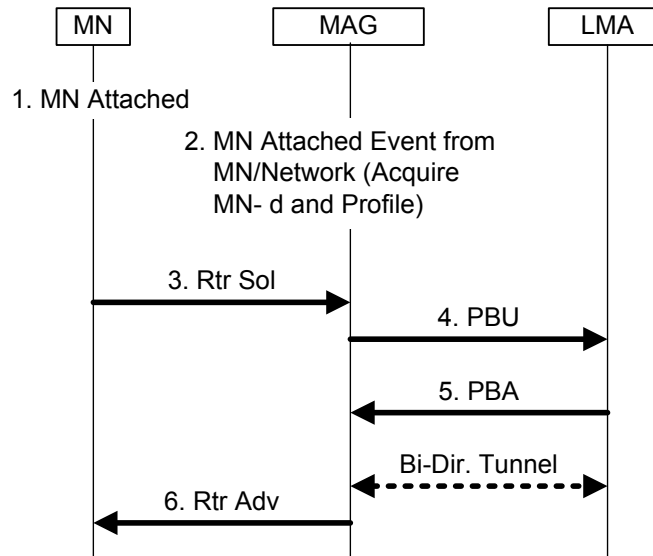 MN
MAG
LMA
1. MN Attached
2. MN Attached Event from
MN/Network (Acquire
MN- d and Profile)
3. Rtr Sol
4. PBU
5. PBA
Bi-Dir. Tunnel
6. Rtr Adv